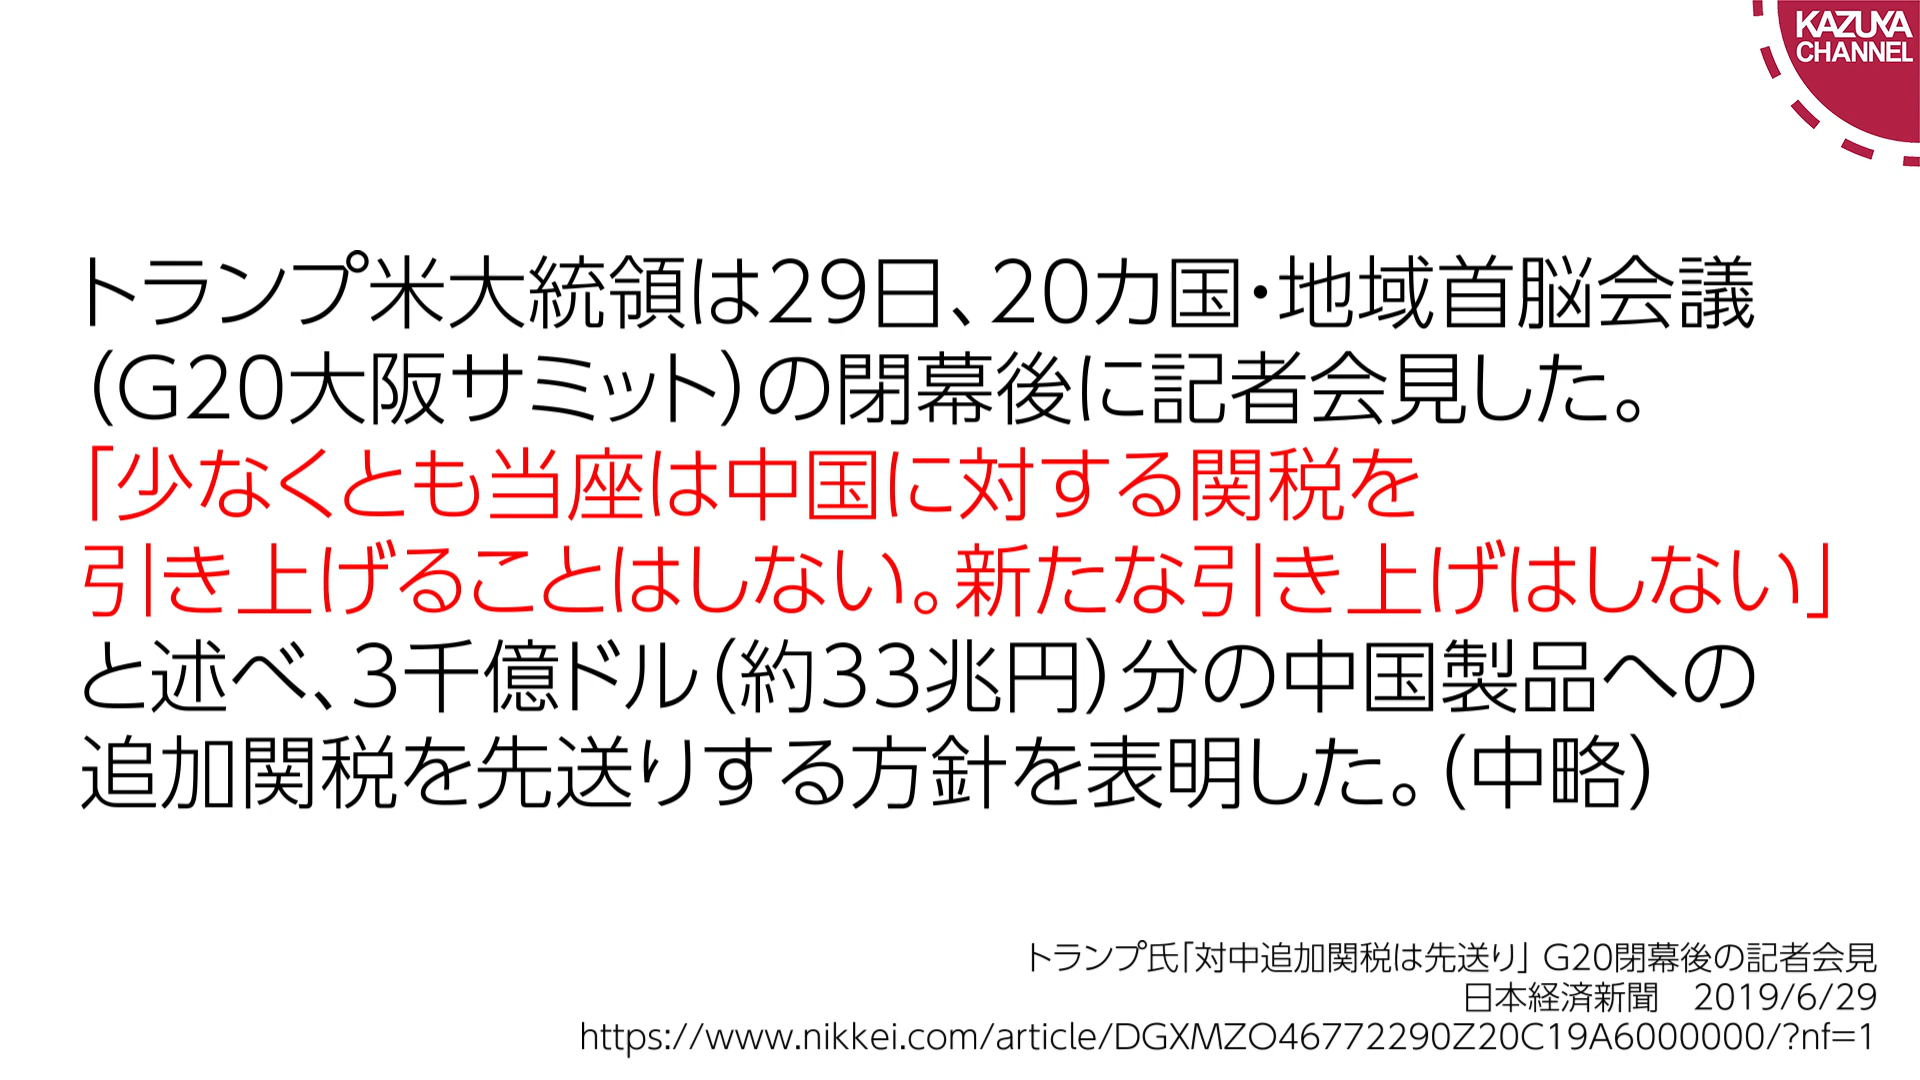 KAZUYA
CHANNEL
トランプ米大統領は29日、20カ国・地域首脳会議
(G20大阪サミット)の閉幕後に記者会見した。
「少なくとも当座は中国に対する関税を
引き上げることはしない。新たな引き上げはしない」
と述べ、3千億ドル(約33兆円)分の中国製品への
追加関税を先送りする方針を表明した。(中略)
トランプ氏「対中追加関税は先送り」 G20閉幕後の記者会見
日本経済新聞　2019/6/29
https://www.nikkei.com/article/DGXMZO46772290Z20C19A6000000/?nf=1